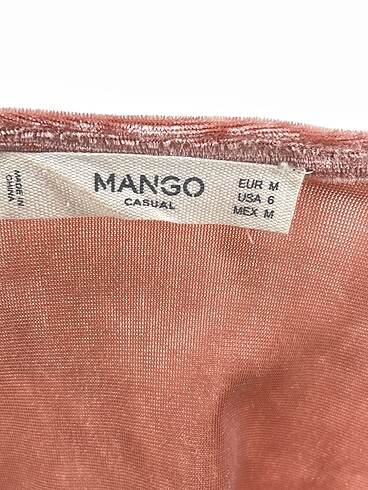 MADE IN
CHINA
MANGO
CASUAL
EUR M
USA 6
MEX M